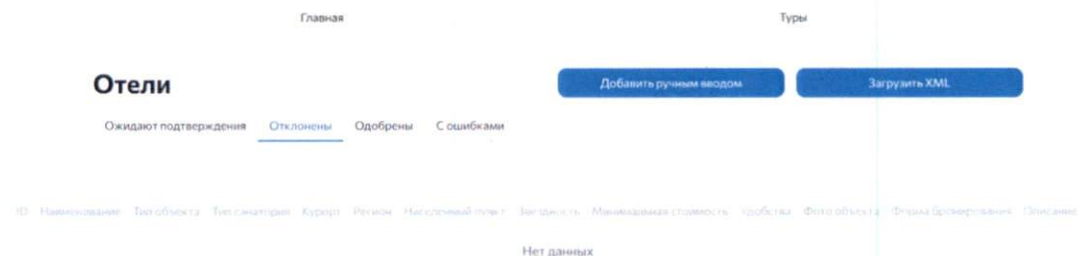 Главная Туры
Отели Добавить ручным вводом Загрузить XML
Ожидают подтверждения Отклонены Одобрены С ошибками
ID Наименование Тип объекта Тип санатория Курорт Регион Населенный пункт Звездность Минимальная стоимость Удобства Фото объекта Форма бронирования Описание
Нет данных